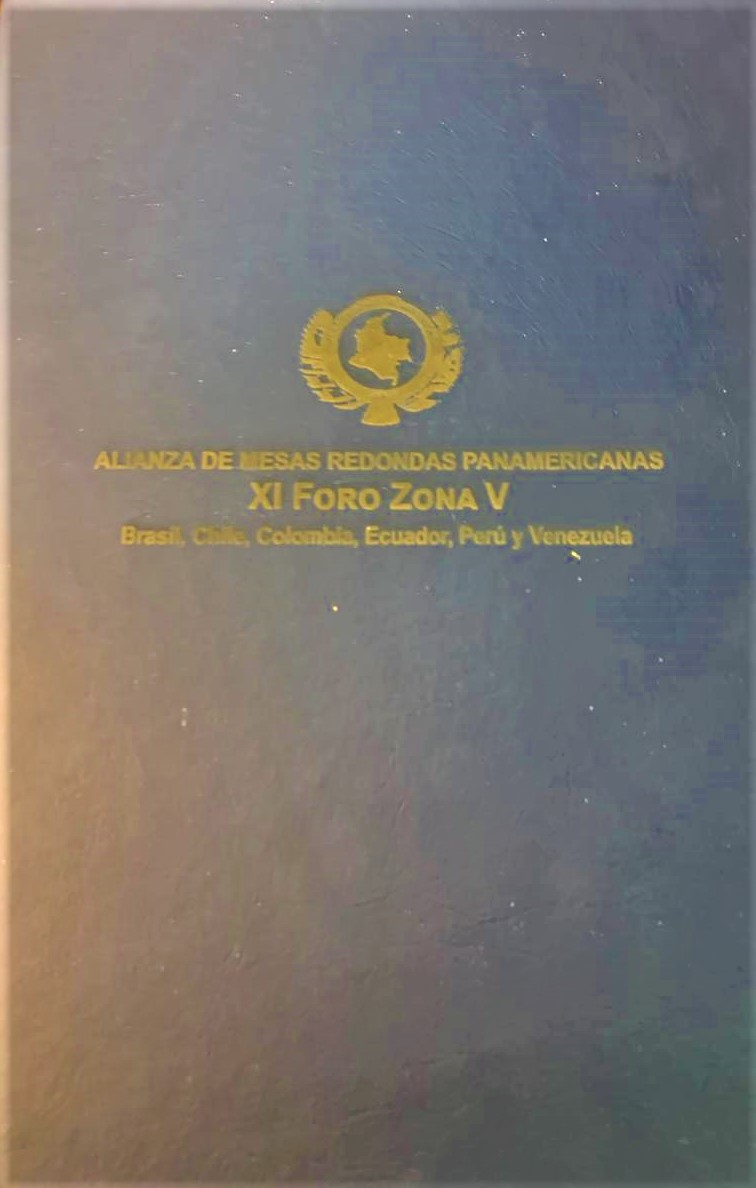 ALIANZA DE MESAS REDONDAS PANAMERICANAS
XI FORO ZONA V
Brasil, Chile, Colombia, Ecuador, Perú y Venezuela